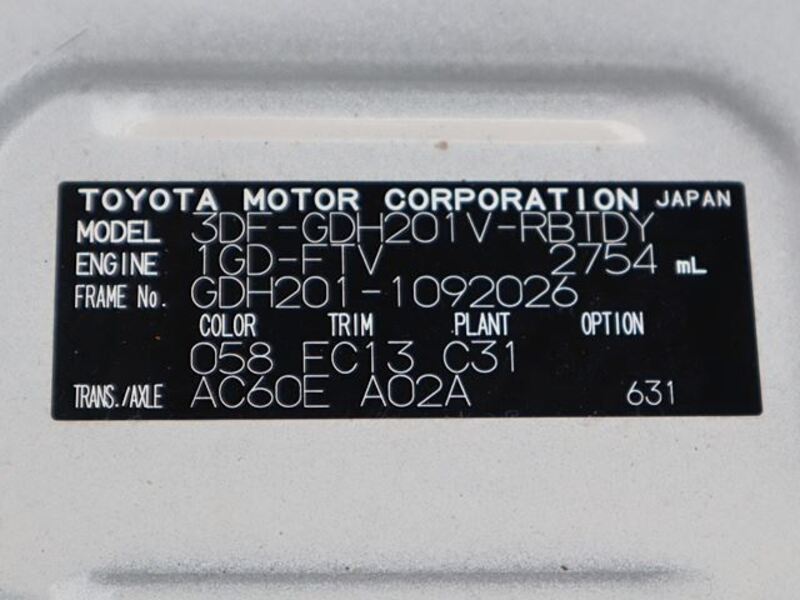 TOYOTA MOTOR CORPORATION JAPAN
MODEL 3DF-GDH201V-RBTDY
ENGINE 1GD-FTV 2754 mL
FRAME No. GDH201-1092026
COLOR TRIM PLANT OPTION
058 FC13 C31
TRANS./AXLE AC60E A02A 631